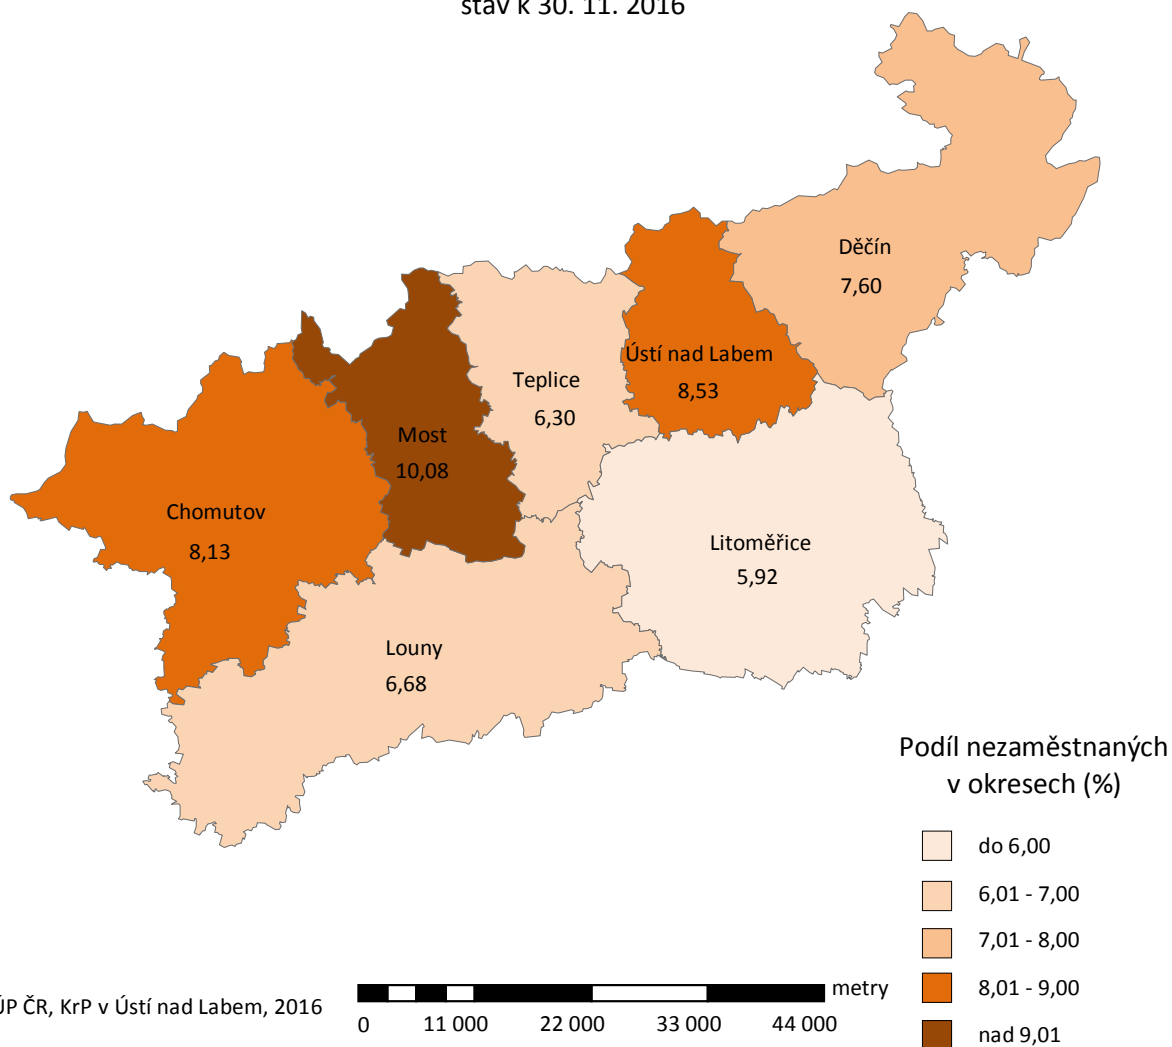 stav k 30. 11. 2016
Děčín
7,60
Ústí nad Labem
8,53
Teplice
6,30
Most
10,08
Chomutov
8,13
Litoměřice
5,92
Louny
6,68
Podíl nezaměstnaných
v okresech (%)
do 6,00
6,01 - 7,00
7,01 - 8,00
8,01 - 9,00
nad 9,01
ÚP ČR, KrP v Ústí nad Labem, 2016
metry
0 11 000 22 000 33 000 44 000